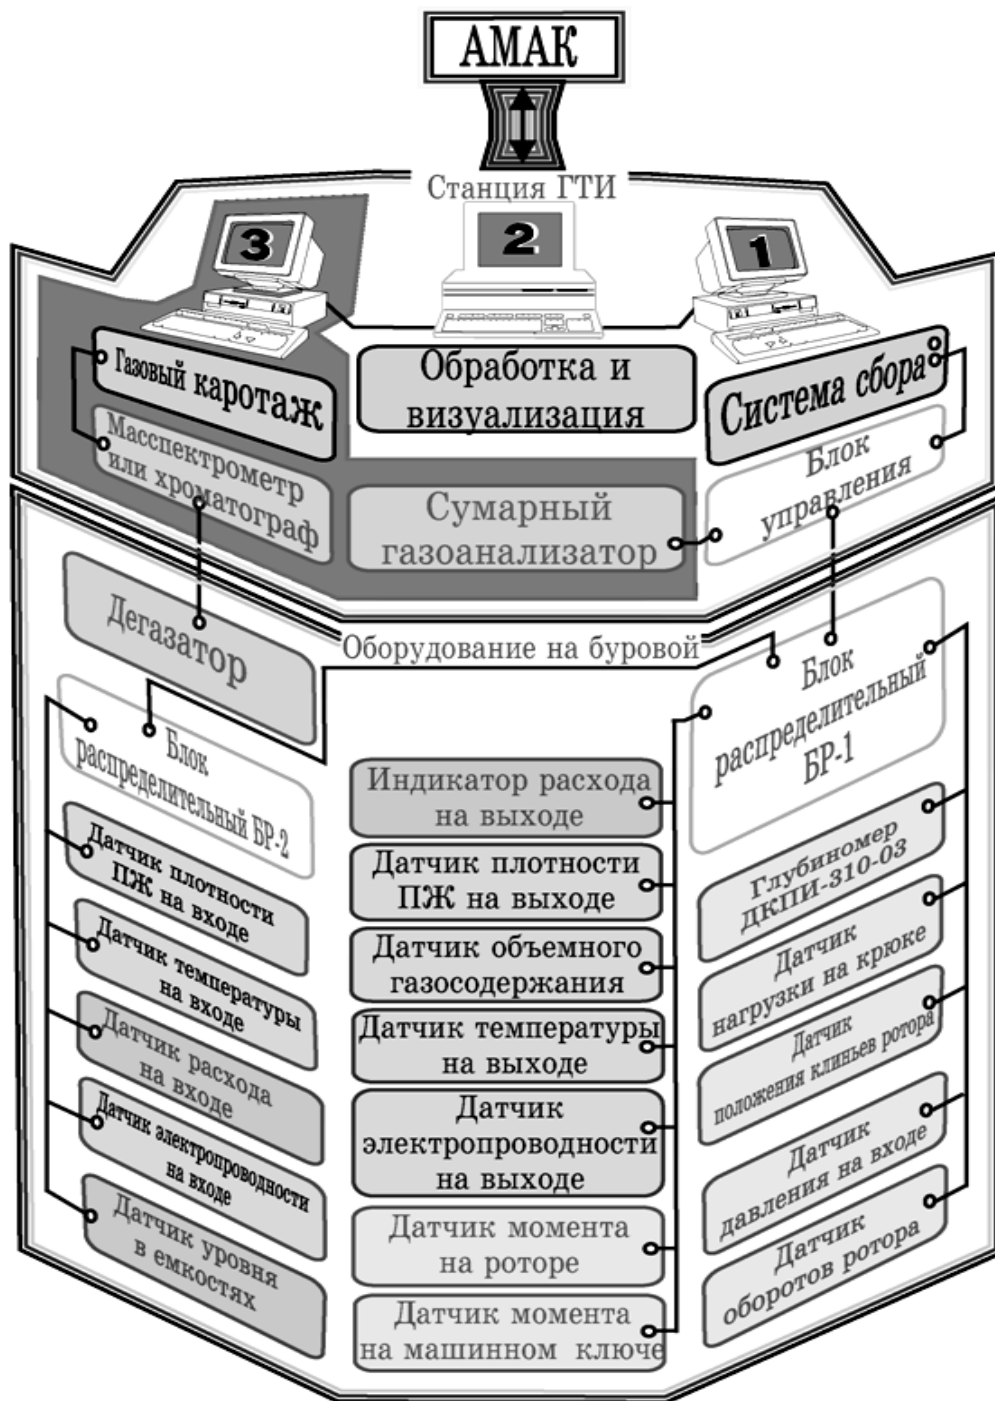 АМАК
Станция ГТИ
3
2
1
Газовый каротаж
Обработка и
визуализация
Система сбора
Масспектрометр
или хроматограф
Сумарный
газоанализатор
Блок
управления
Дегазатор
Оборудование на буровой
Блок
распределительный БР-2
Блок
распределительный
БР-1
Датчик плотности
ПЖ на входе
Датчик температуры
на входе
Датчик расхода
на входе
Датчик электропроводности
на входе
Датчик уровня
в емкостях
Индикатор расхода
на выходе
Датчик плотности
ПЖ на выходе
Датчик объемного
газосодержания
Датчик температуры
на выходе
Датчик
электропроводности
на выходе
Датчик момента
на роторе
Датчик момента
на машинном ключе
Глубиномер
ДКПИ-310-03
Датчик
нагрузки на крюке
Датчик
положения клиньев ротора
Датчик
давления на входе
Датчик
оборотов ротора